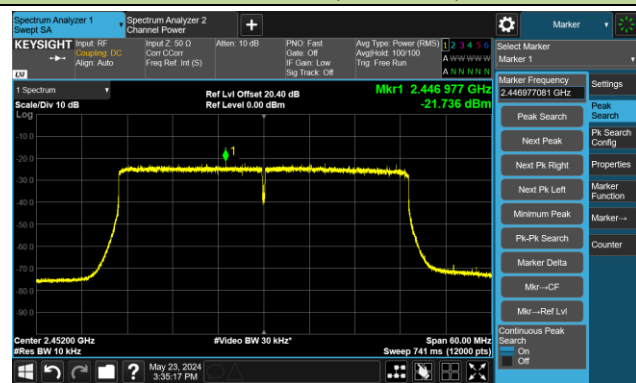 Spectrum Analyzer 1
Swept SA
Spectrum Analyzer 2
Channel Power
+
Marker
KEYSIGHT
LXI
Input: RF
Coupling: DC
Align: Auto
Input Z: 50 Ω
Corr CCorr
Freq Ref: Int (S)
Atten: 10 dB
PNO: Fast
Gate: Off
IF Gain: Low
Sig Track: Off
Avg Type: Power (RMS)
Avg|Hold: 100/100
Trig: Free Run
1 2 3 4 5 6
A W W W W W
A N N N N N
1 Spectrum
Scale/Div 10 dB
Log
Ref Lvl Offset 20.40 dB
Ref Level 0.00 dBm
Mkr1 2.446 977 GHz
-21.736 dBm
1
-10.0
-20.0
-30.0
-40.0
-50.0
-60.0
-70.0
-80.0
-90.0
Center 2.45200 GHz
#Res BW 10 kHz
#Video BW 30 kHz*
Span 60.00 MHz
Sweep 741 ms (12000 pts)
Select Marker
Marker 1
Marker Frequency
2.446977081 GHz
Peak Search
Next Peak
Next Pk Right
Next Pk Left
Minimum Peak
Pk-Pk Search
Marker Delta
Mkr→CF
Mkr→Ref Lvl
Continuous Peak
Search
On
Off
Settings
Peak
Search
Pk Search
Config
Properties
Marker
Function
Marker→
Counter
?
May 23, 2024
3:35:17 PM